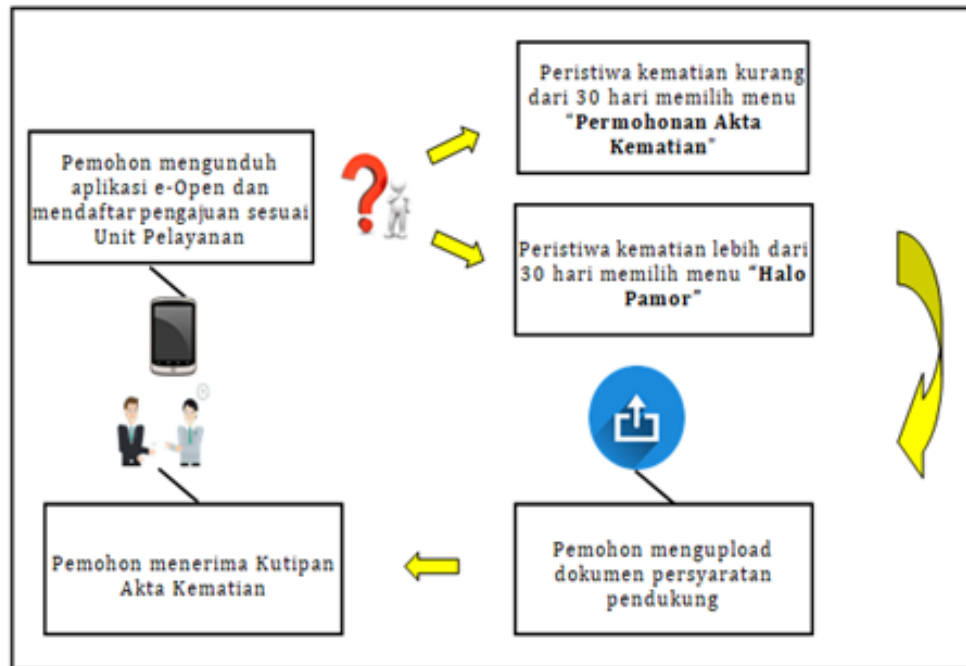 Pemohon mengunduh
aplikasi e-Open dan
mendaftar pengajuan sesuai
Unit Pelayanan
?
Peristiwa kematian kurang
dari 30 hari memilih menu
“Permohonan Akta
Kematian”
Peristiwa kematian lebih dari
30 hari memilih menu “Halo
Pamor”
Pemohon mengupload
dokumen persyaratan
pendukung
Pemohon menerima Kutipan
Akta Kematian